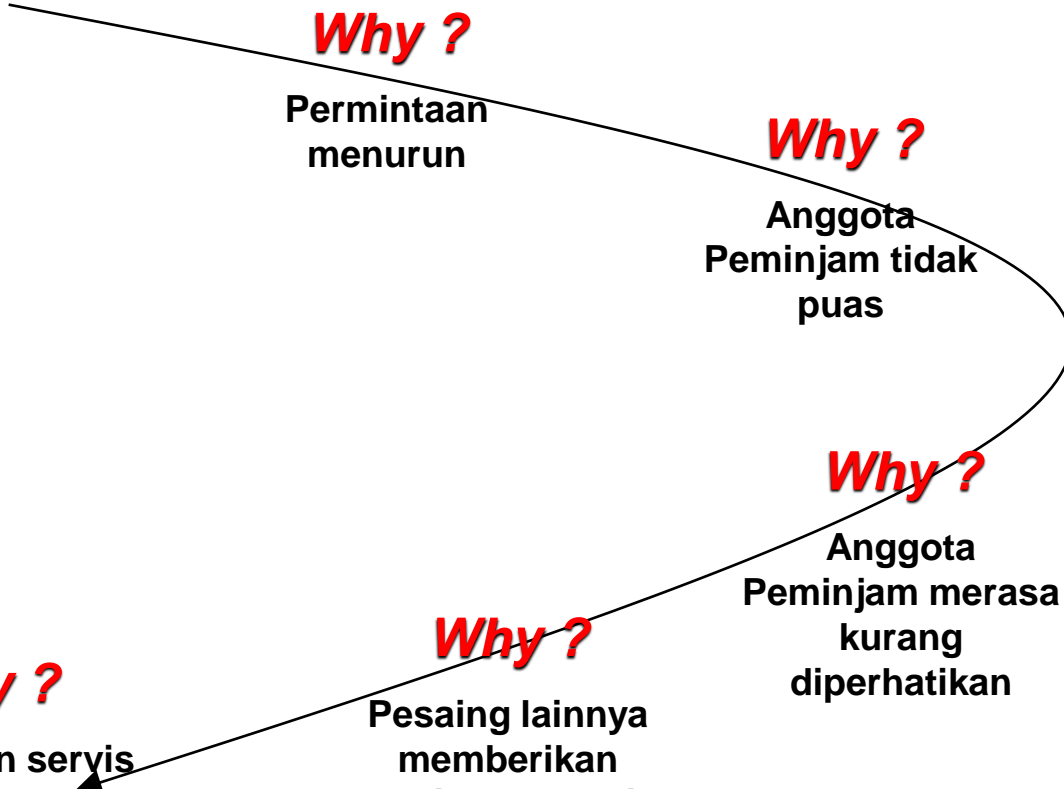 Why ?
Permintaan
menurun
Why ?
Anggota
Peminjam tidak
puas
Why ?
Anggota
Peminjam merasa
kurang
diperhatikan
Why ?
Pesaing lainnya
memberikan
y ?
n servis